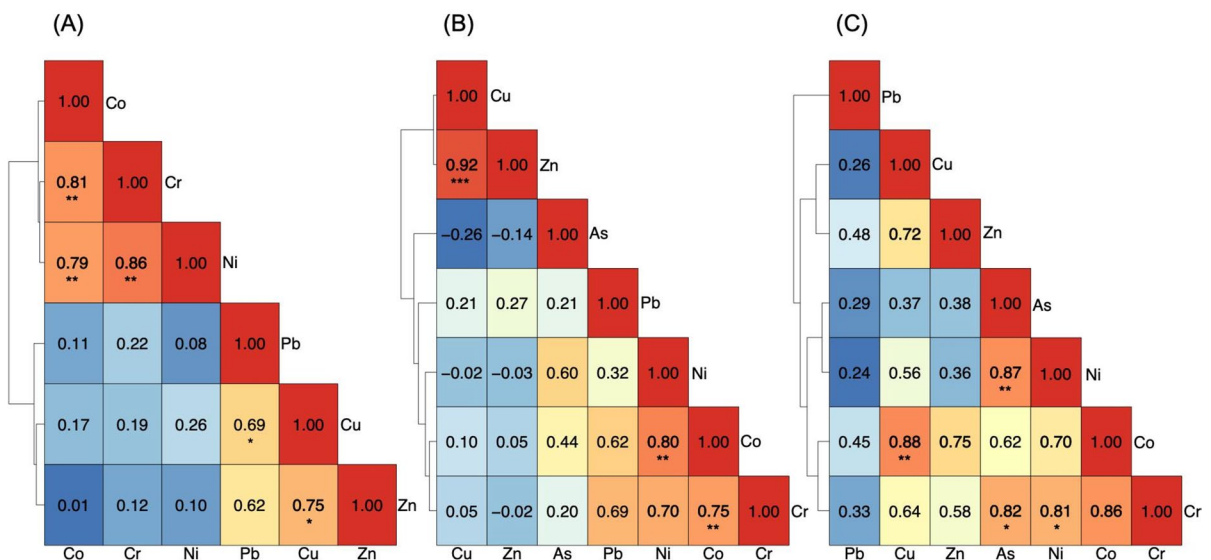 (A)
1.00 Co
0.81 ** 1.00 Cr
0.79 ** 0.86 ** 1.00 Ni
0.11 0.22 0.08 1.00 Pb
0.17 0.19 0.26 0.69 * 1.00 Cu
0.01 0.12 0.10 0.62 0.75 * 1.00 Zn
Co Cr Ni Pb Cu Zn
(B)
1.00 Cu
0.92 *** 1.00 Zn
−0.26 −0.14 1.00 As
0.21 0.27 0.21 1.00 Pb
−0.02 −0.03 0.60 0.32 1.00 Ni
0.10 0.05 0.44 0.62 0.80 ** 1.00 Co
0.05 −0.02 0.20 0.69 0.70 0.75 ** 1.00 Cr
Cu Zn As Pb Ni Co Cr
(C)
1.00 Pb
0.26 1.00 Cu
0.48 0.72 1.00 Zn
0.29 0.37 0.38 1.00 As
0.24 0.56 0.36 0.87 ** 1.00 Ni
0.45 0.88 ** 0.75 0.62 0.70 1.00 Co
0.33 0.64 0.58 0.82 * 0.81 * 0.86 1.00 Cr
Pb Cu Zn As Ni Co Cr